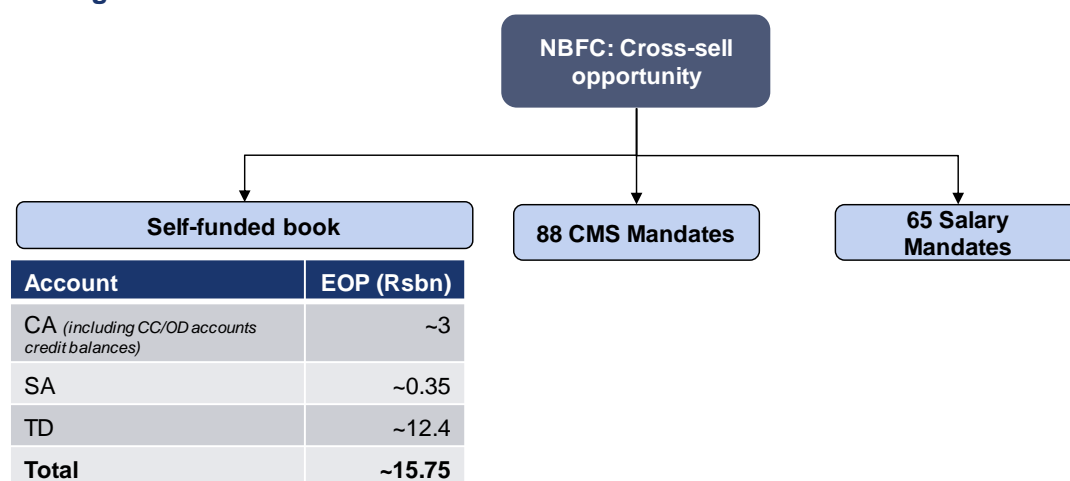 NBFC: Cross-sell
opportunity
Self-funded book
88 CMS Mandates
65 Salary
Mandates
Account EOP (Rsbn)
CA (including CC/OD accounts
credit balances)
~3
SA ~0.35
TD ~12.4
Total ~15.75